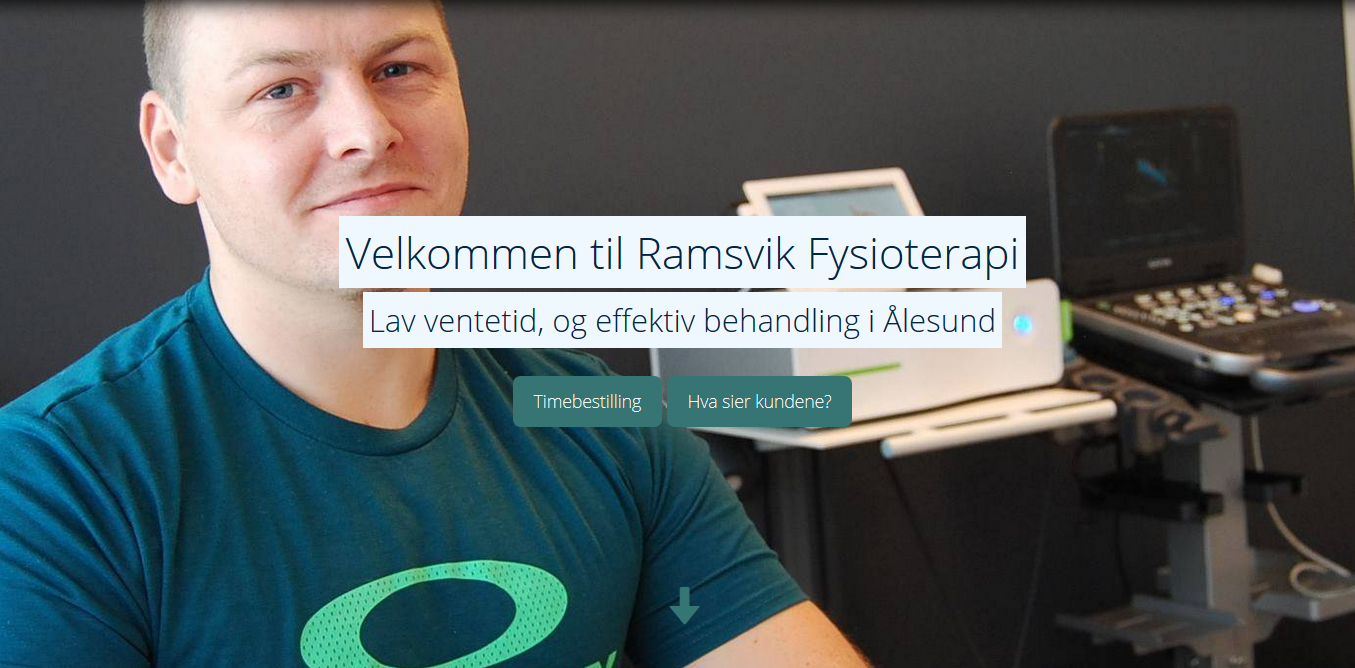 Velkommen til Ramsvik Fysioterapi
Lav ventetid, og effektiv behandling i Ålesund
Timebestilling
Hva sier kundene?